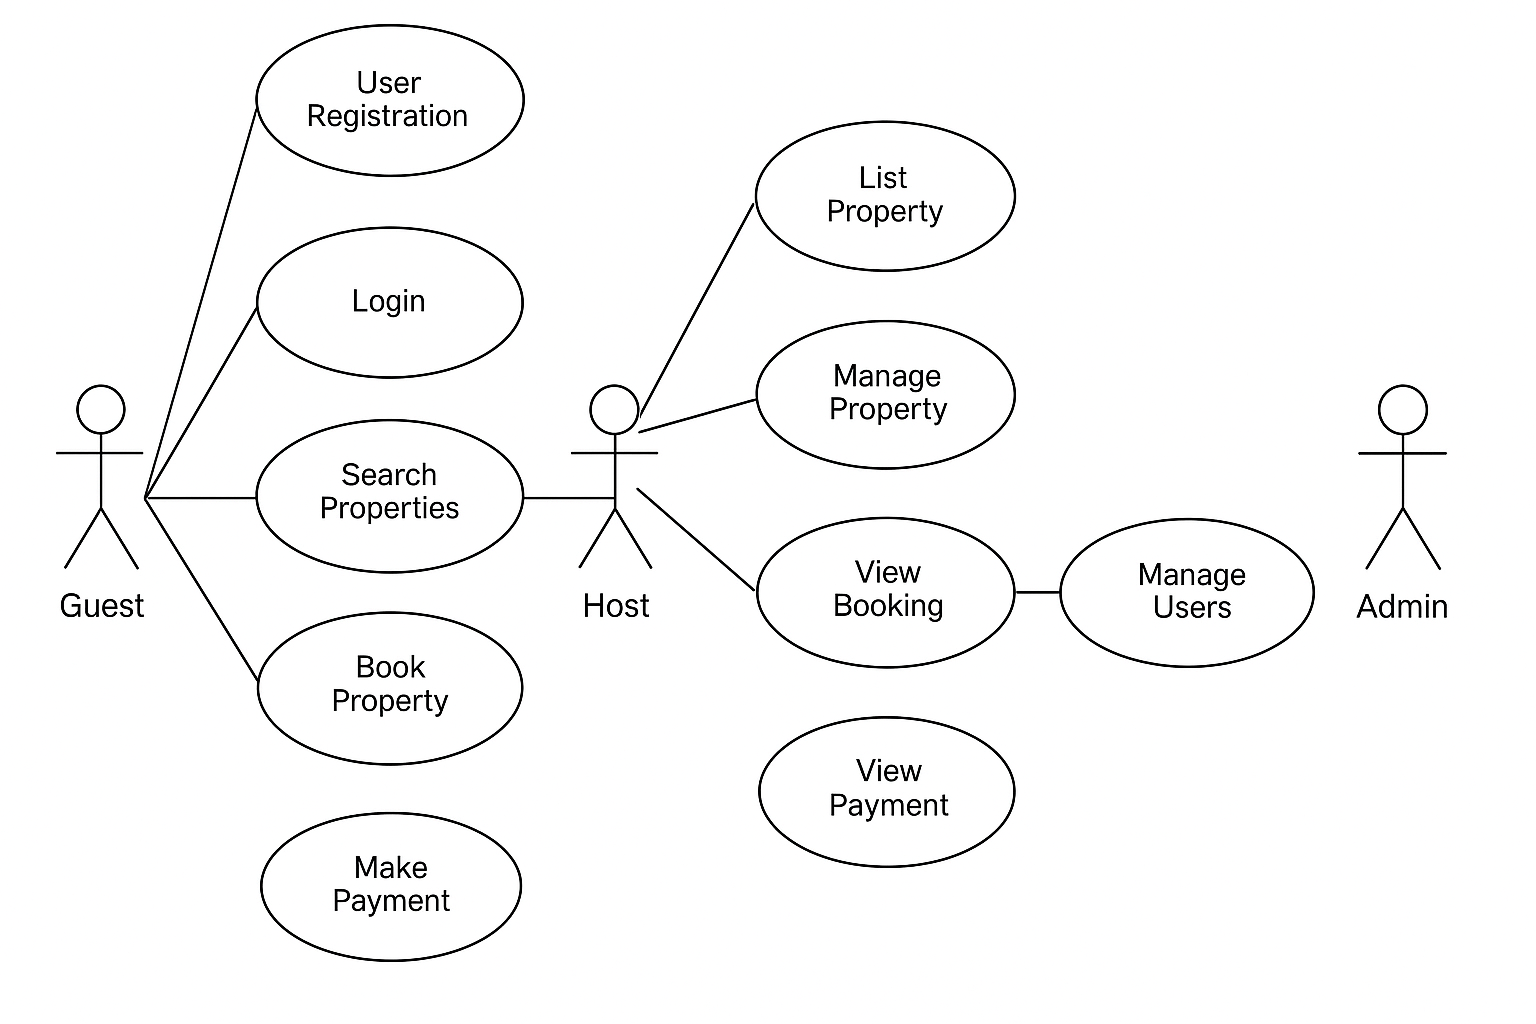 User
Registration
Login
Search
Properties
Book
Property
Make
Payment
Guest
Host
List
Property
Manage
Property
View
Booking
View
Payment
Manage
Users
Admin